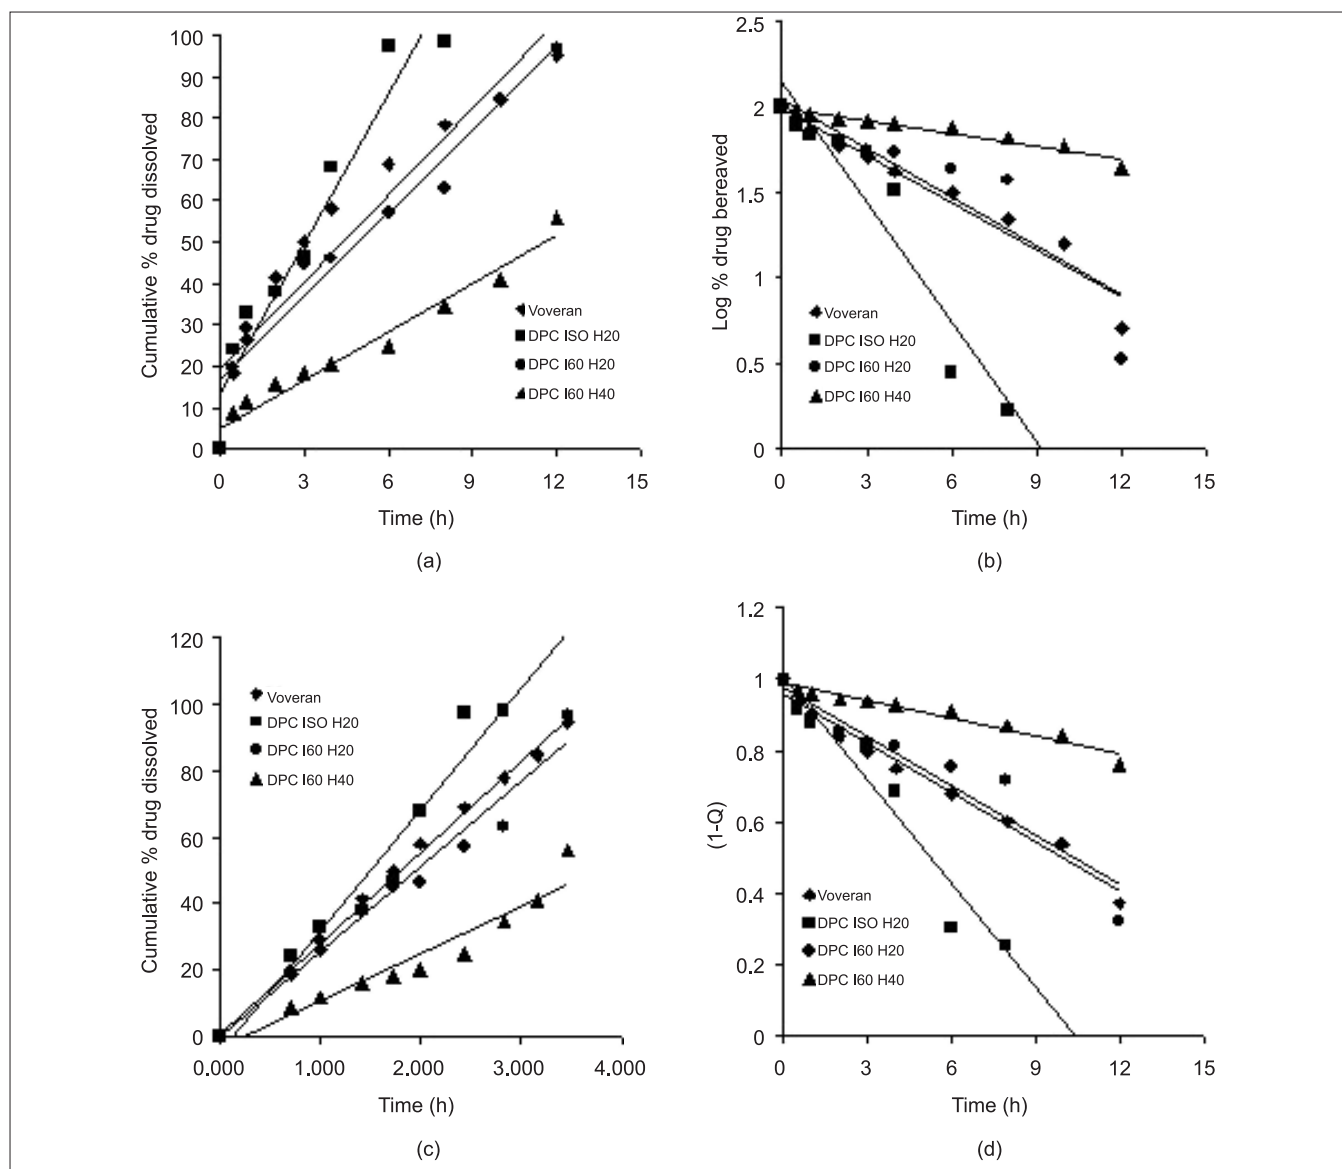 100
90
80
70
60
50
40
30
20
10
0
Cumulative % drug dissolved
Voveran
DPC ISO H20
DPC I60 H20
DPC I60 H40
0 3 6 9 12 15
Time (h)
(a)
2.5
2
1.5
1
0.5
0
Log % drug bereaved
Voveran
DPC ISO H20
DPC I60 H20
DPC I60 H40
0 3 6 9 12 15
Time (h)
(b)
120
100
80
60
40
20
0
Cumulative % drug dissolved
Voveran
DPC ISO H20
DPC I60 H20
DPC I60 H40
0.000 1.000 2.000 3.000 4.000
Time (h)
(c)
1.2
1
0.8
0.6
0.4
0.2
0
(1-Q)
Voveran
DPC ISO H20
DPC I60 H20
DPC I60 H40
0 3 6 9 12 15
Time (h)
(d)